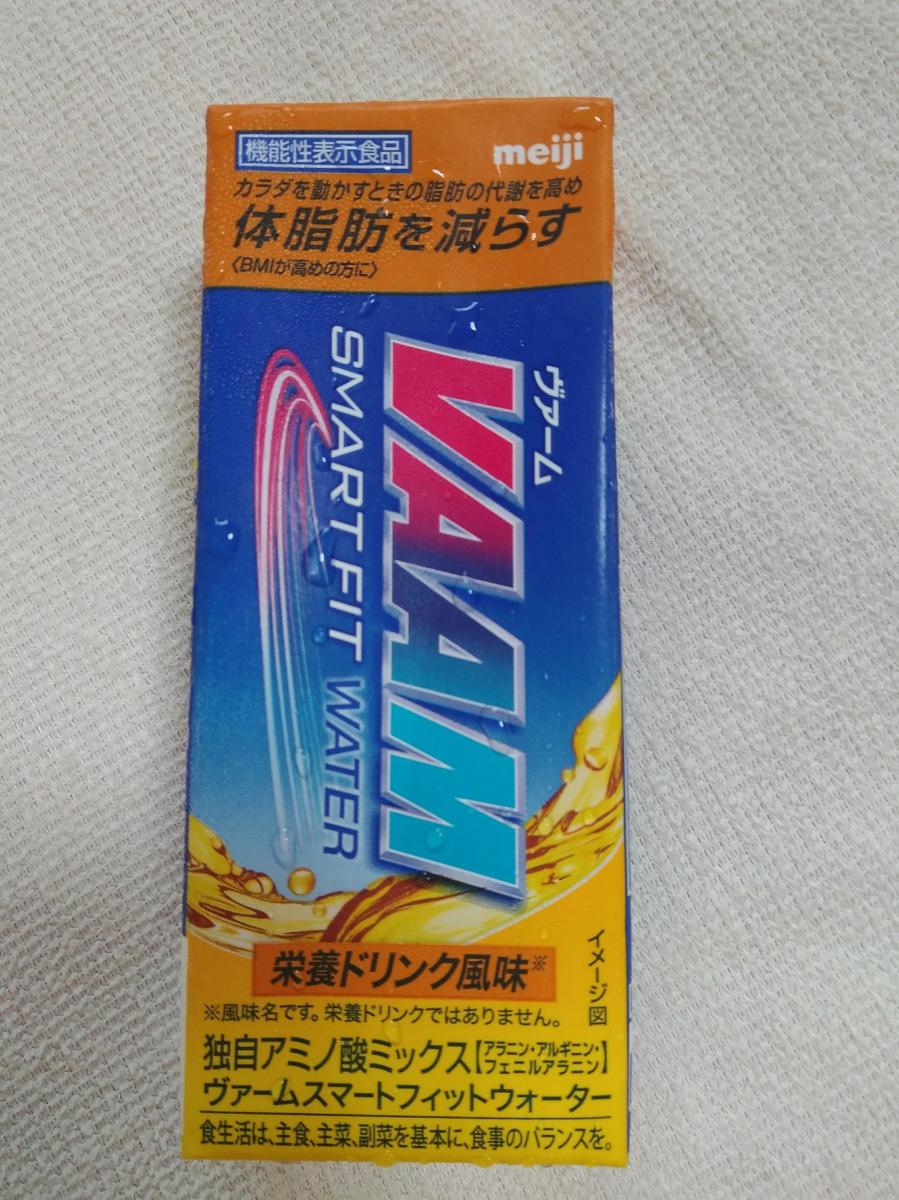 機能性表示食品
meiji
カラダを動かすときの脂肪の代謝を高め
体脂肪を減らす
〈BMIが高めの方に〉
ヴァーム
VAAM
SMART FIT WATER
栄養ドリンク風味※
イメージ図
※風味名です。栄養ドリンクではありません。
独自アミノ酸ミックス【アラニン・アルギニン・
フェニルアラニン】
ヴァームスマートフィットウォーター
食生活は、主食、主菜、副菜を基本に、食事のバランスを。